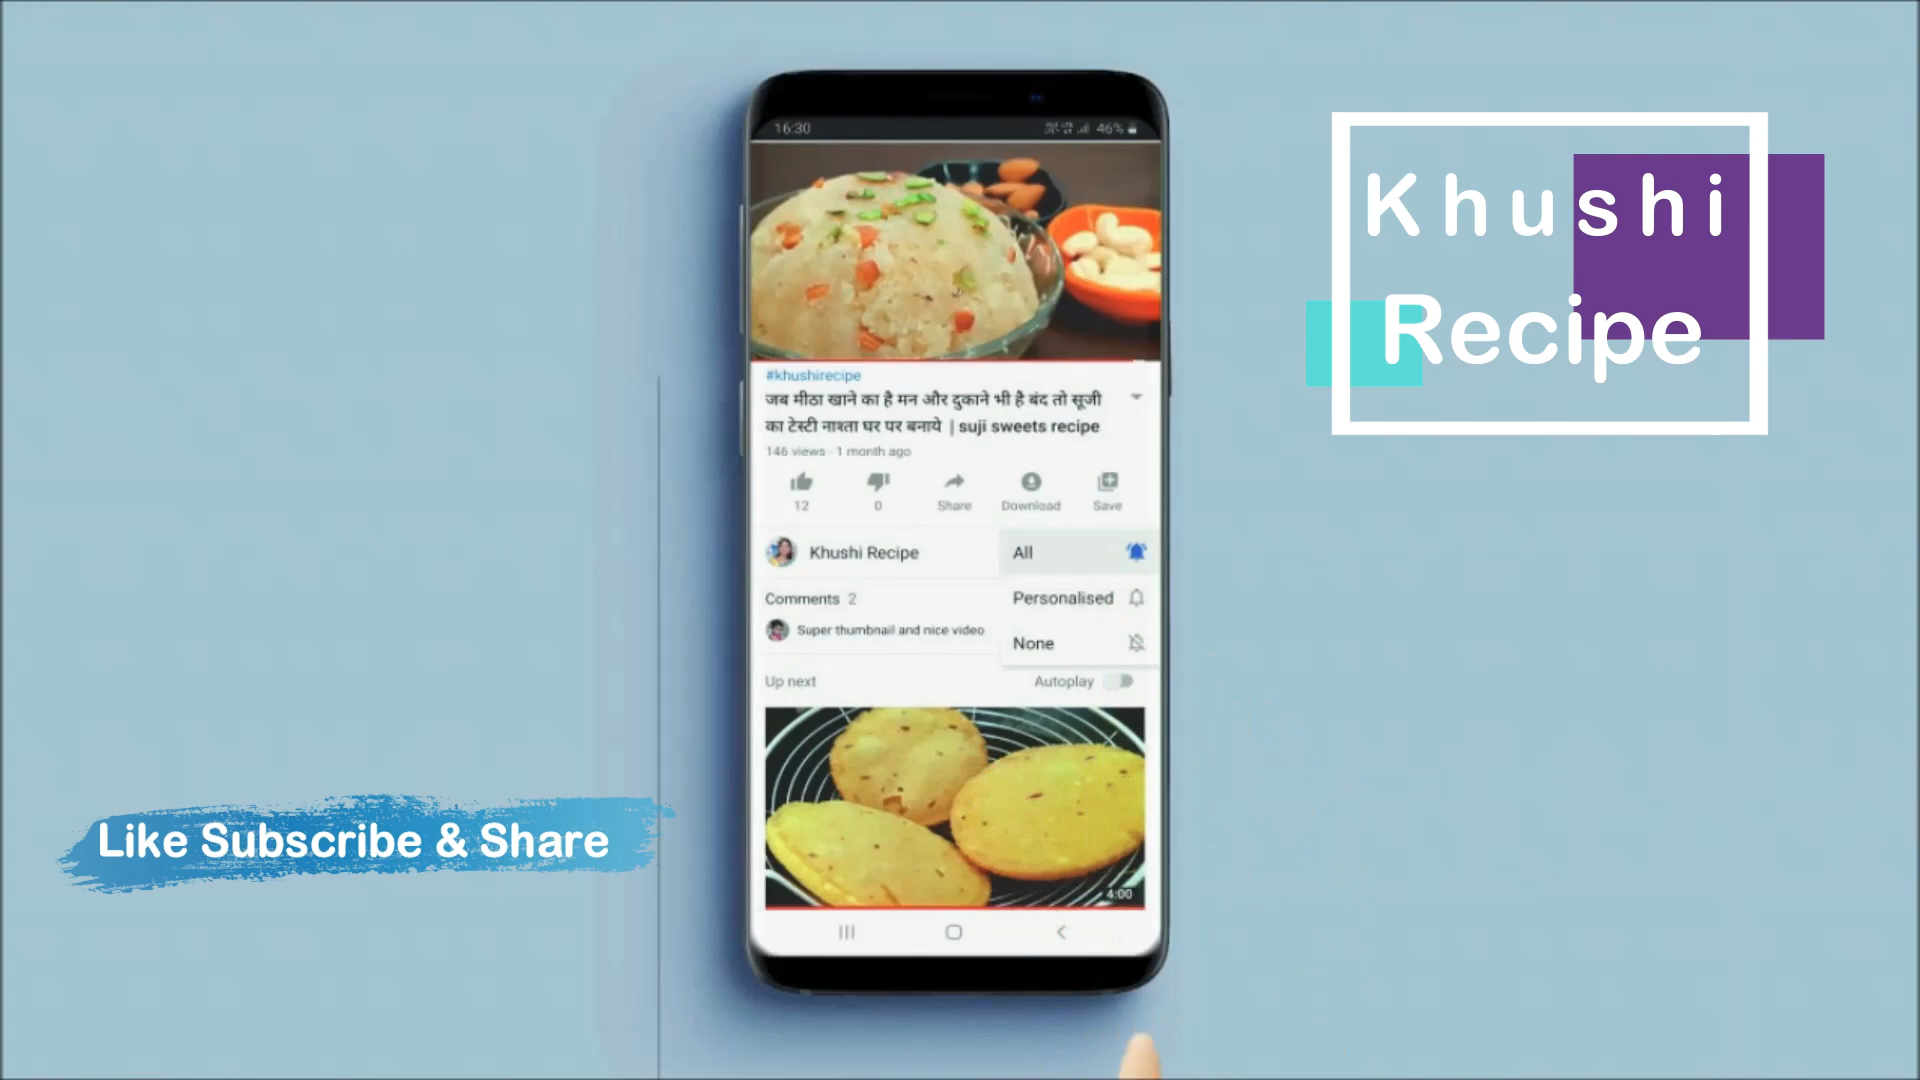 16:30
46%
#khushirecipe
जब मीठा खाने का है मन और दुकाने भी है बंद तो सूजी
का टेस्टी नाश्ता घर पर बनाये | suji sweets recipe
146 views · 1 month ago
12
0
Share
Download
Save
Khushi Recipe
All
Comments 2
Personalised
Super thumbnail and nice video
None
Up next
Autoplay
4:00
Khushi
Recipe
Like Subscribe & Share